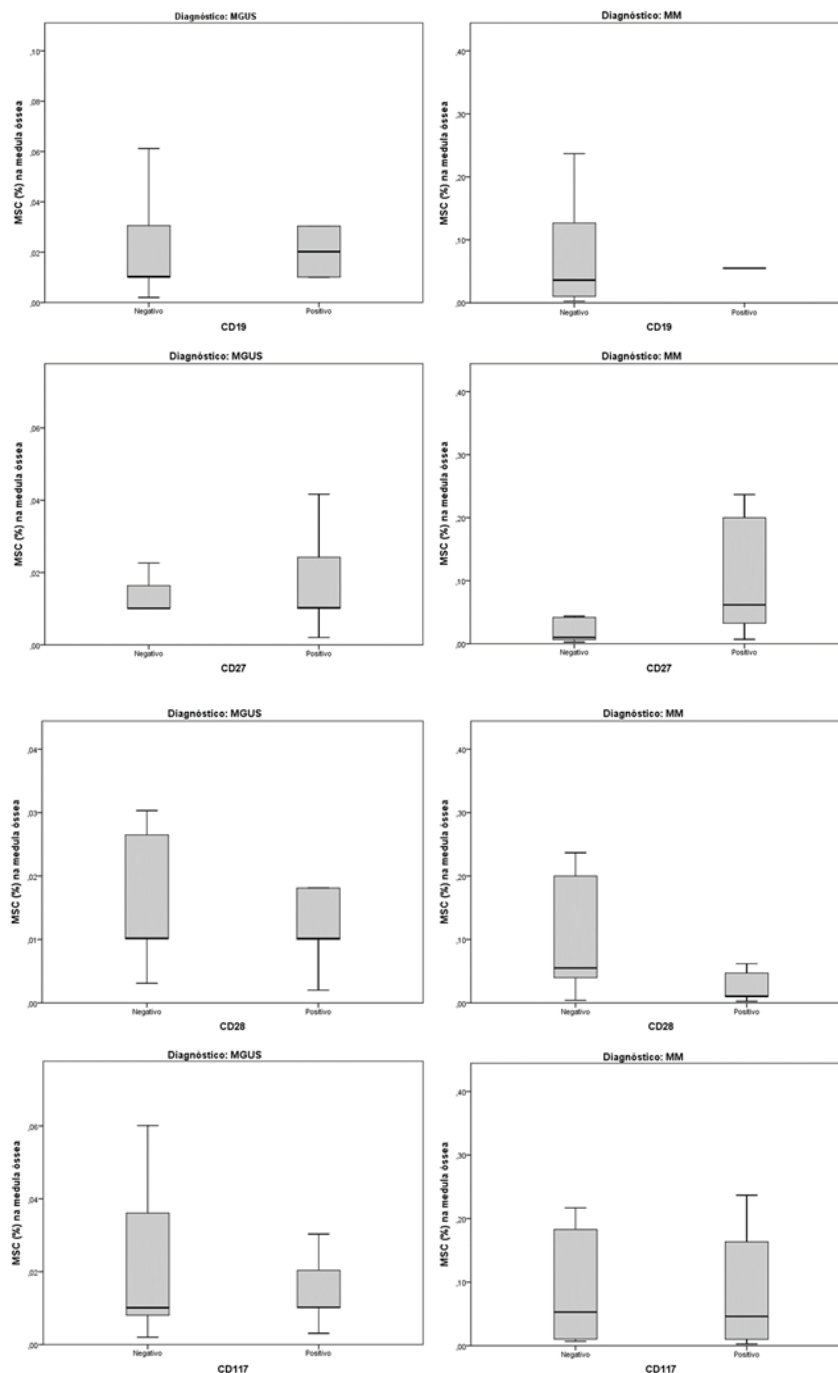 Diagnóstico: MGUS
MSC (%) na medula óssea
,10
,08
,06
,04
,02
,00
Negativo
Positivo
CD19
Diagnóstico: MM
MSC (%) na medula óssea
,40
,30
,20
,10
,00
Negativo
Positivo
CD19
Diagnóstico: MGUS
MSC (%) na medula óssea
,06
,04
,02
,00
Negativo
Positivo
CD27
Diagnóstico: MM
MSC (%) na medula óssea
,40
,30
,20
,10
,00
Negativo
Positivo
CD27
Diagnóstico: MGUS
MSC (%) na medula óssea
,04
,03
,02
,01
,00
Negativo
Positivo
CD28
Diagnóstico: MM
MSC (%) na medula óssea
,40
,30
,20
,10
,00
Negativo
Positivo
CD28
Diagnóstico: MGUS
MSC (%) na medula óssea
,06
,04
,02
,00
Negativo
Positivo
CD117
Diagnóstico: MM
MSC (%) na medula óssea
,40
,30
,20
,10
,00
Negativo
Positivo
CD117